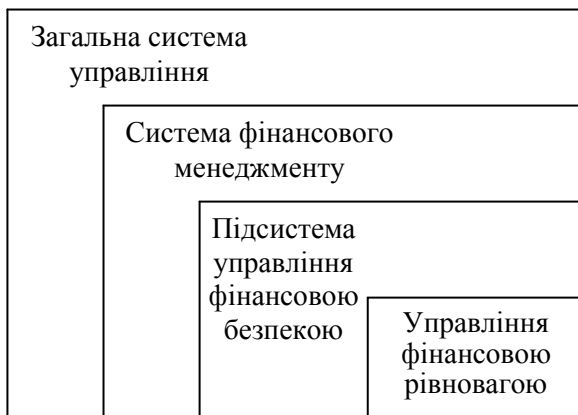 Загальна система
управління
Система фінансового
менеджменту
Підсистема
управління
фінансовою
безпекою
Управління
фінансовою
рівновагою